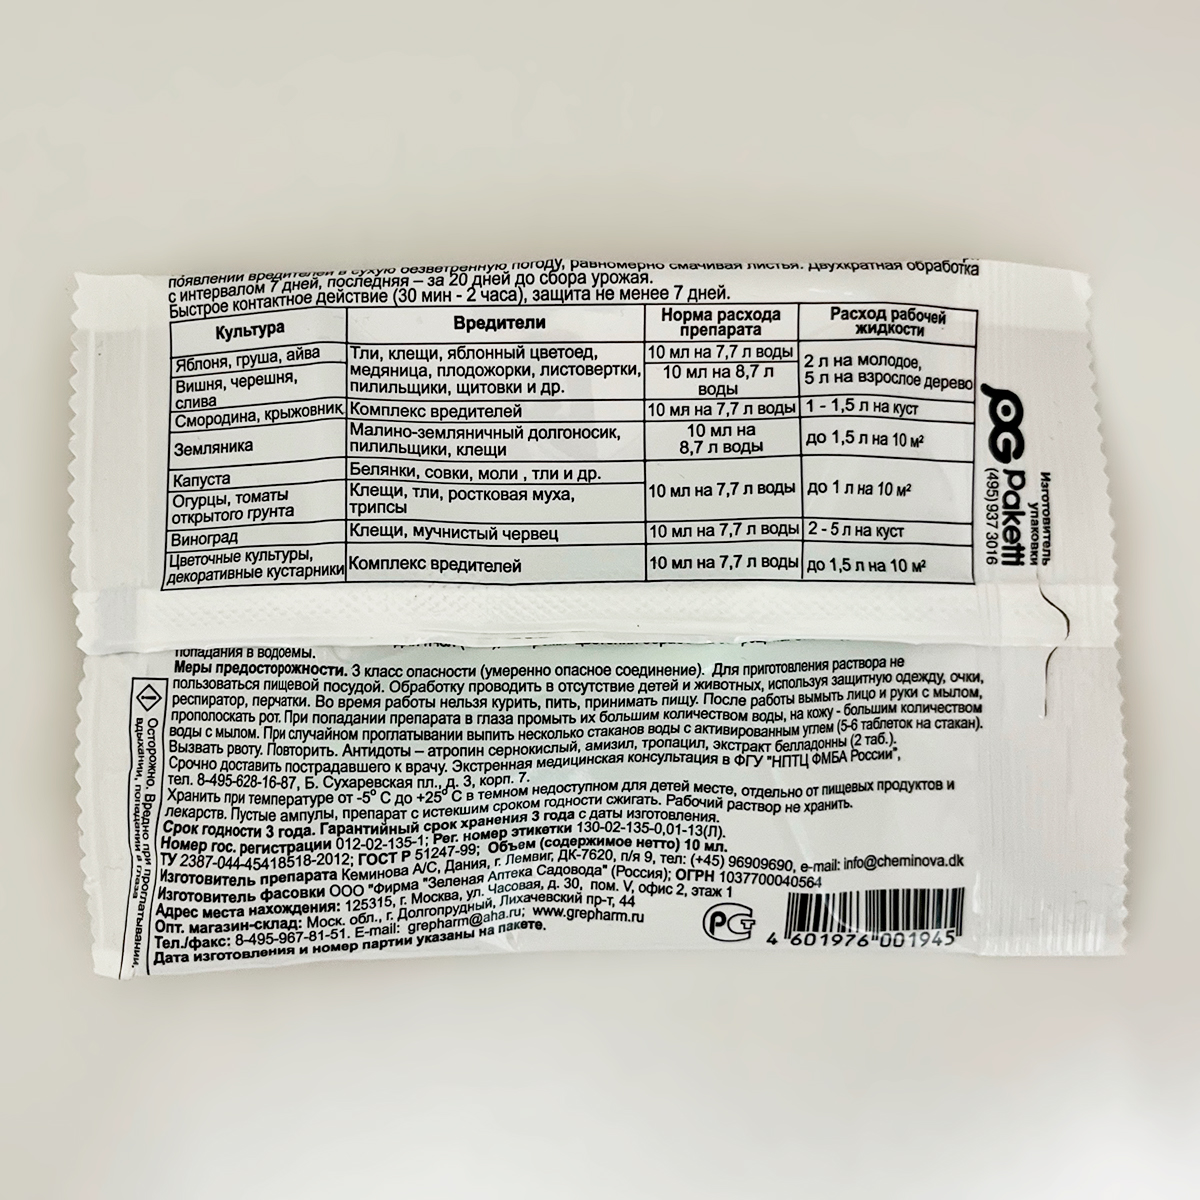 появлении вредителей в сухую безветренную погоду, равномерно смачивая листья. Двухкратная обработка
с интервалом 7 дней, последняя – за 20 дней до сбора урожая.
Быстрое контактное действие (30 мин - 2 часа), защита не менее 7 дней.
Культура Вредители Норма расхода препарата Расход рабочей жидкости
Яблоня, груша, айва Тли, клещи, яблонный цветоед, 10 мл на 7,7 л воды 2 л на молодое,
Вишня, черешня, медяница, плодожорки, листовертки, 10 мл на 8,7 л 5 л на взрослое дерево
слива пилильщики, щитовки и др. воды
Смородина, крыжовник Комплекс вредителей 10 мл на 7,7 л воды 1 - 1,5 л на куст
Земляника Малино-земляничный долгоносик, 10 мл на до 1,5 л на 10 м²
пилильщики, клещи 8,7 л воды
Капуста Белянки, совки, моли , тли и др.
Огурцы, томаты Клещи, тли, ростковая муха, 10 мл на 7,7 л воды до 1 л на 10 м²
открытого грунта трипсы
Виноград Клещи, мучнистый червец 10 мл на 7,7 л воды 2 - 5 л на куст
Цветочные культуры, Комплекс вредителей 10 мл на 7,7 л воды до 1,5 л на 10 м²
декоративные кустарники
попадания в водоемы.
Меры предосторожности. 3 класс опасности (умеренно опасное соединение). Для приготовления раствора не
пользоваться пищевой посудой. Обработку проводить в отсутствие детей и животных, используя защитную одежду, очки,
респиратор, перчатки. Во время работы нельзя курить, пить, принимать пищу. После работы вымыть лицо и руки с мылом,
прополоскать рот. При попадании препарата в глаза промыть их большим количеством воды, на кожу - большим количеством
воды с мылом. При случайном проглатывании выпить несколько стаканов воды с активированным углем (5-6 таблеток на стакан).
Вызвать рвоту. Повторить. Антидоты – атропин сернокислый, амизил, тропацил, экстракт белладонны (2 таб.).
Срочно доставить пострадавшего к врачу. Экстренная медицинская консультация в ФГУ "НПТЦ ФМБА России",
тел. 8-495-628-16-87, Б. Сухаревская пл., д. 3, корп. 7.
Хранить при температуре от -5° С до +25° С в темном недоступном для детей месте, отдельно от пищевых продуктов и
лекарств. Пустые ампулы, препарат с истекшим сроком годности сжигать. Рабочий раствор не хранить.
Срок годности 3 года. Гарантийный срок хранения 3 года с даты изготовления.
Номер гос. регистрации 012-02-135-1; Рег. номер этикетки 130-02-135-0,01-13(Л).
ТУ 2387-044-45418518-2012; ГОСТ Р 51247-99; Объем (содержимое нетто) 10 мл.
Изготовитель препарата Кеминова А/С, Дания, г. Лемвиг, ДК-7620, п/я 9, тел: (+45) 96909690, e-mail: info@cheminova.dk
Изготовитель фасовки ООО "Фирма "Зеленая Аптека Садовода" (Россия); ОГРН 1037700040564
Адрес места нахождения: 125315, г. Москва, ул. Часовая, д. 30, пом. V, офис 2, этаж 1
Опт. магазин-склад: Моск. обл., г. Долгопрудный, Лихачевский пр-т, 44
Тел./факс: 8-495-967-81-51. E-mail: grepharm@aha.ru; www.grepharm.ru
Дата изготовления и номер партии указаны на пакете.
Осторожно. Вредно при проглатывании,
вдыхании, попадании в глаза
РСТ
4 601976 001945
Изготовитель
упаковки
PG paketti
(495) 937 3016